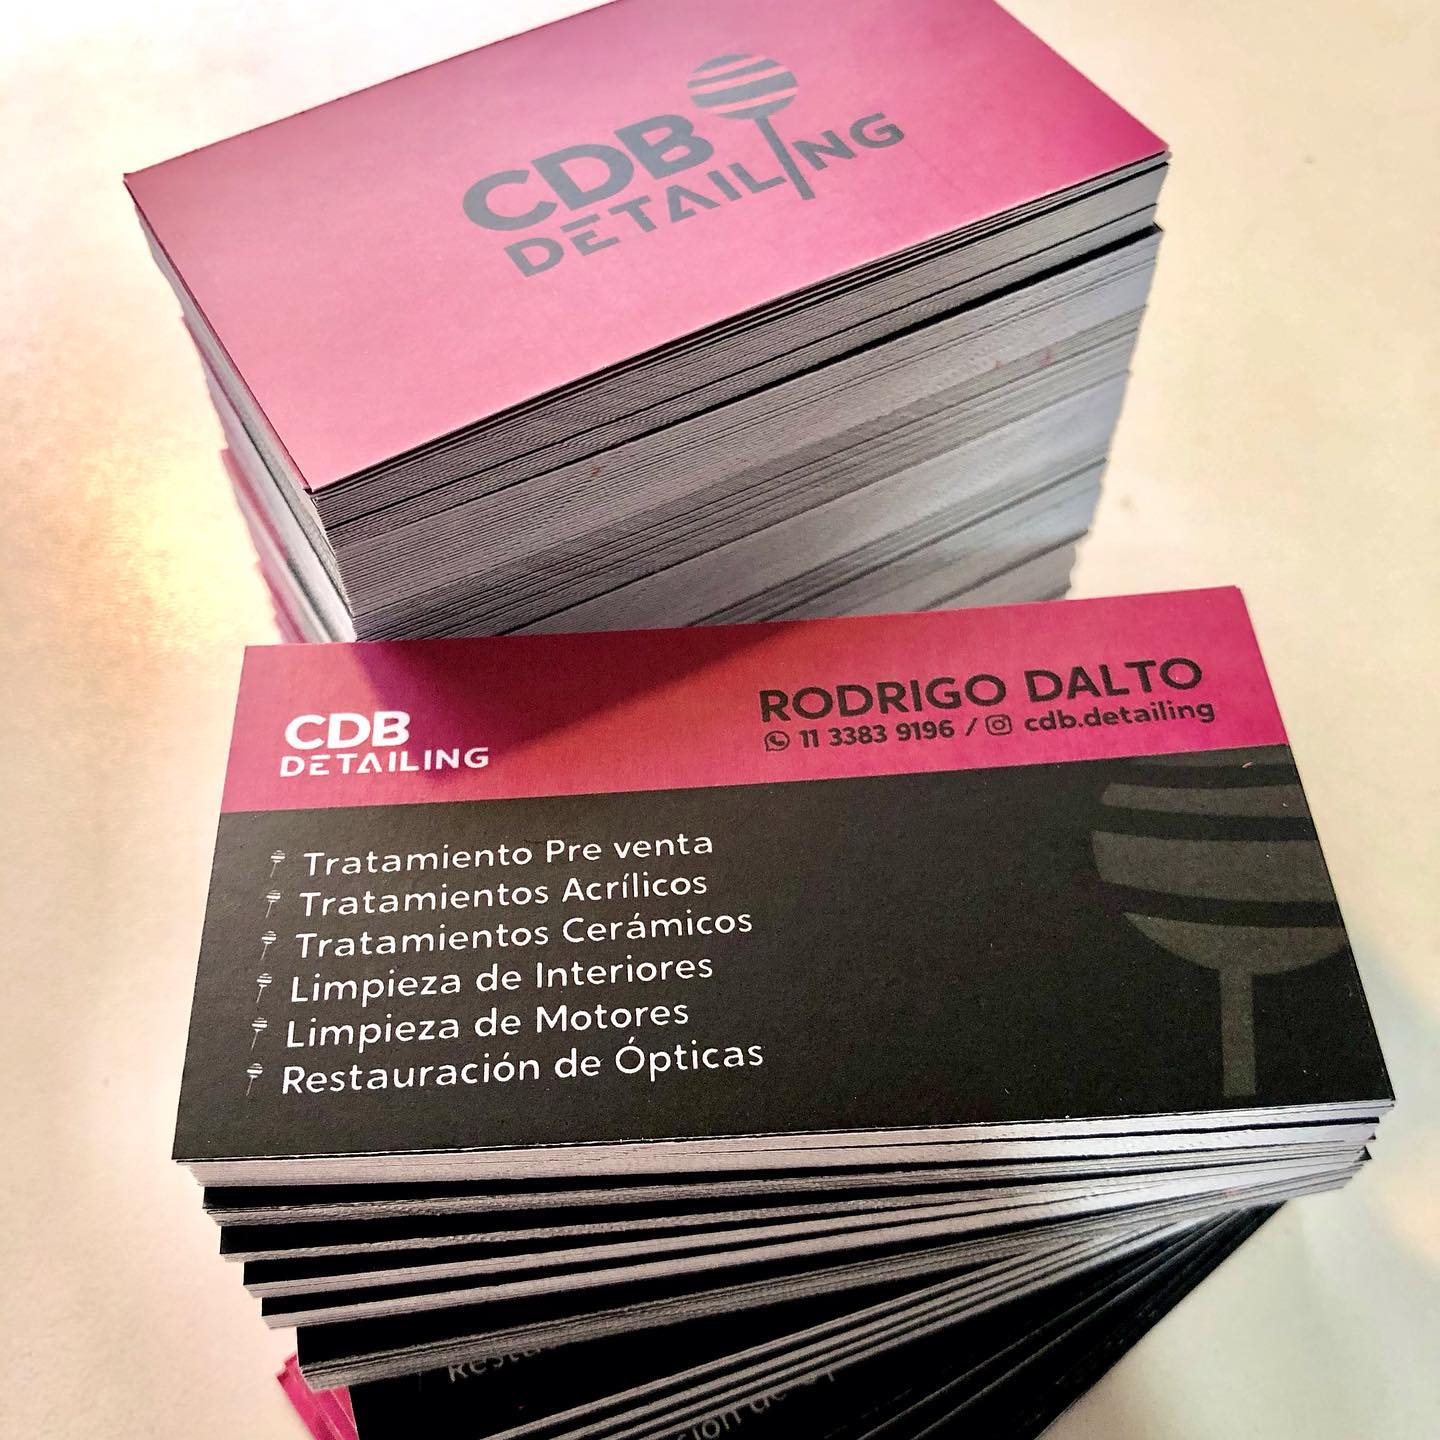 CDB
DETAILING
CDB
DETAILING
RODRIGO DALTO
11 3383 9196 / cdb.detailing
Tratamiento Pre venta
Tratamientos Acrílicos
Tratamientos Cerámicos
Limpieza de Interiores
Limpieza de Motores
Restauración de Ópticas